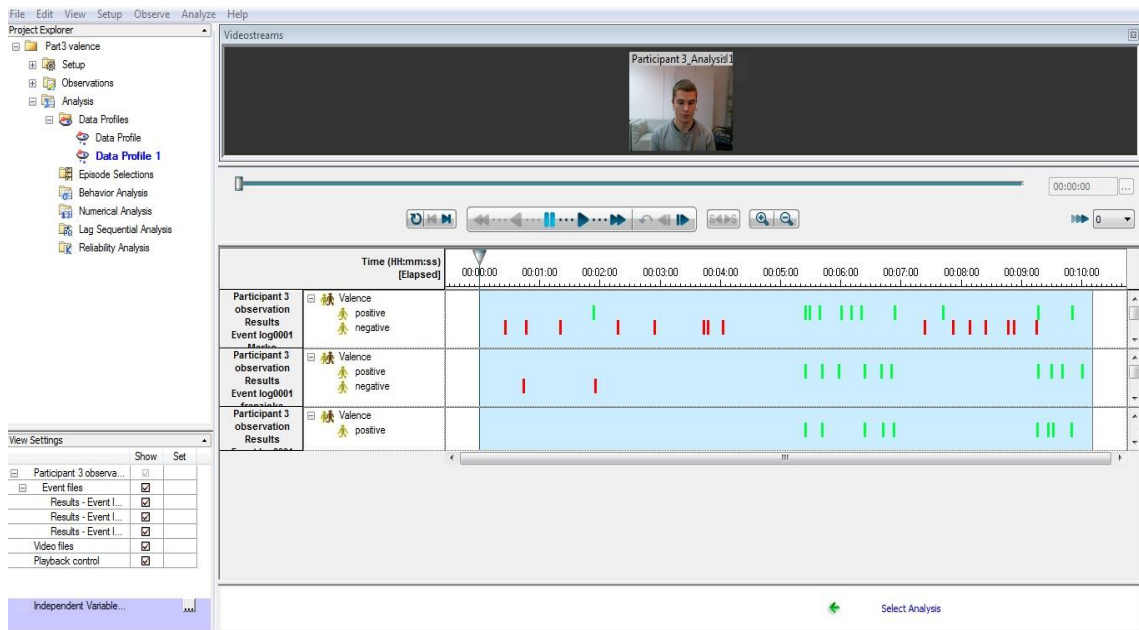 File Edit View Setup Observe Analyze Help
Project Explorer
Part3 valence
Setup
Observations
Analysis
Data Profiles
Data Profile
Data Profile 1
Episode Selections
Behavior Analysis
Numerical Analysis
Lag Sequential Analysis
Reliability Analysis
View Settings
Show Set
Participant 3 observa...
Event files
Results - Event l...
Results - Event l...
Results - Event l...
Video files
Playback control
Independent Variable... ...
Videostreams
Participant 3_Analysis\1
00:00:00 ...
S S
0
Time (HH:mm:ss)
[Elapsed]
00:00:00 00:01:00 00:02:00 00:03:00 00:04:00 00:05:00 00:06:00 00:07:00 00:08:00 00:09:00 00:10:00
Participant 3
observation
Results
Event log0001
Valence
positive
negative
Participant 3
observation
Results
Event log0001
Valence
positive
negative
Participant 3
observation
Results
Valence
positive
Select Analysis